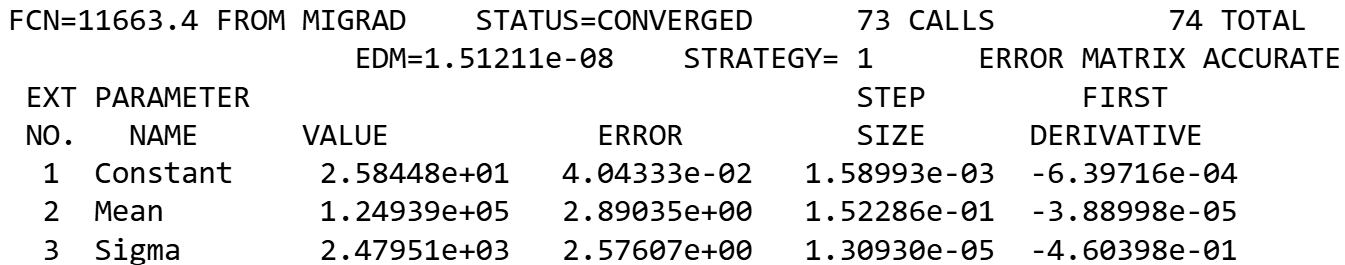 FCN=11663.4 FROM MIGRAD    STATUS=CONVERGED      73 CALLS          74 TOTAL
                    EDM=1.51211e-08    STRATEGY= 1      ERROR MATRIX ACCURATE
 EXT PARAMETER                                   STEP         FIRST
 NO.   NAME      VALUE            ERROR          SIZE      DERIVATIVE
  1  Constant     2.58448e+01   4.04333e-02   1.58993e-03  -6.39716e-04
  2  Mean         1.24939e+05   2.89035e+00   1.52286e-01  -3.88998e-05
  3  Sigma        2.47951e+03   2.57607e+00   1.30930e-05  -4.60398e-01